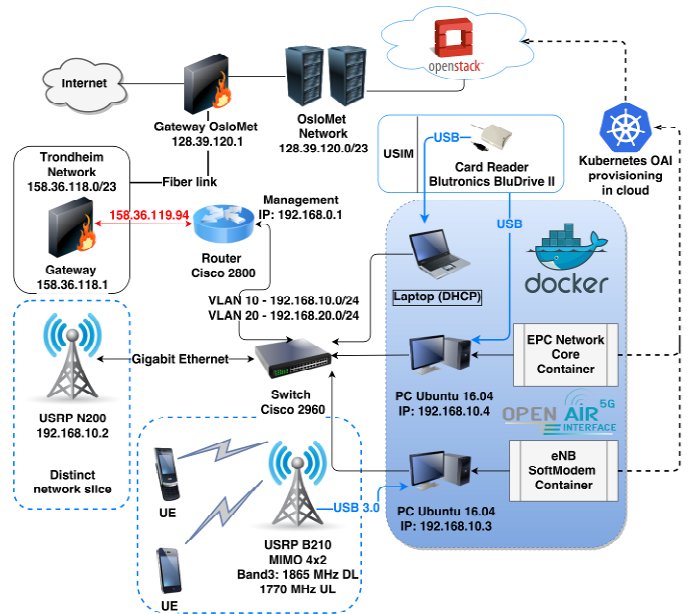 openstack
Internet
Gateway OsloMet
128.39.120.1
OsloMet
Network
128.39.120.0/23
USIM
USB
Card Reader
Blutronics BluDrive II
Kubernetes OAI
provisioning
in cloud
Trondheim
Network
158.36.118.0/23
Fiber link
158.36.119.94
Gateway
158.36.118.1
Management
IP: 192.168.0.1
Router
Cisco 2800
USB
docker
Laptop (DHCP)
VLAN 10 - 192.168.10.0/24
VLAN 20 - 192.168.20.0/24
USRP N200
192.168.10.2
Distinct
network slice
Gigabit Ethernet
Switch
Cisco 2960
PC Ubuntu 16.04
IP: 192.168.10.4
EPC Network
Core
Container
OPEN AIR 5G
INTERFACE
eNB
SoftModem
Container
PC Ubuntu 16.04
IP: 192.168.10.3
UE
UE
USB 3.0
USRP B210
MIMO 4x2
Band3: 1865 MHz DL
1770 MHz UL